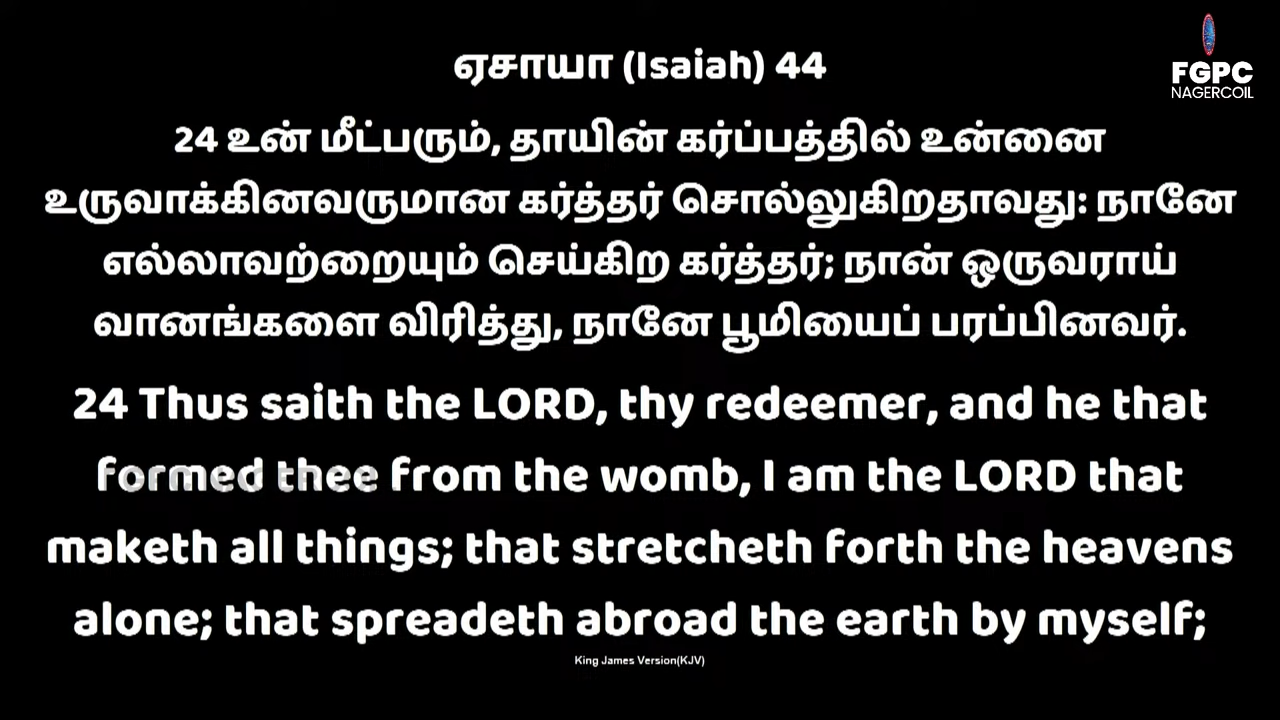 ஏசாயா (Isaiah) 44
FGPC
NAGERCOIL
24 உன் மீட்பரும், தாயின் கர்ப்பத்தில் உன்னை
உருவாக்கினவருமான கர்த்தர் சொல்லுகிறதாவது: நானே
எல்லாவற்றையும் செய்கிற கர்த்தர்; நான் ஒருவராய்
வானங்களை விரித்து, நானே பூமியைப் பரப்பினவர்.
24 Thus saith the LORD, thy redeemer, and he that
formed thee from the womb, I am the LORD that
maketh all things; that stretcheth forth the heavens
alone; that spreadeth abroad the earth by myself;
King James Version(KJV)